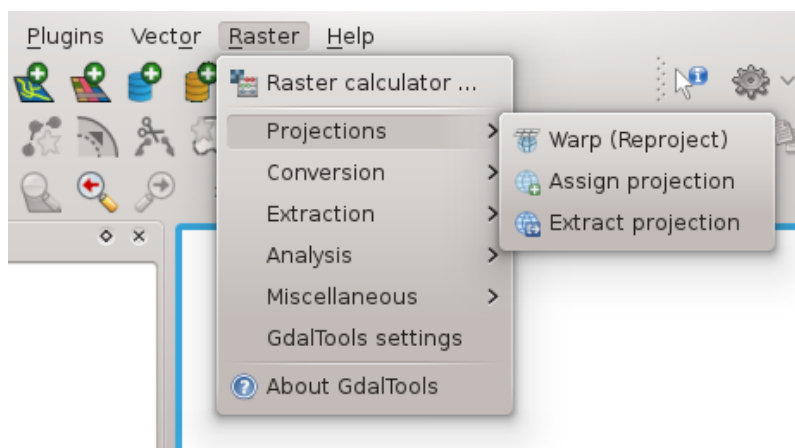 Plugins Vector Raster Help
Raster calculator ...
Projections
Warp (Reproject)
Assign projection
Extract projection
Conversion
Extraction
Analysis
Miscellaneous
GdalTools settings
About GdalTools